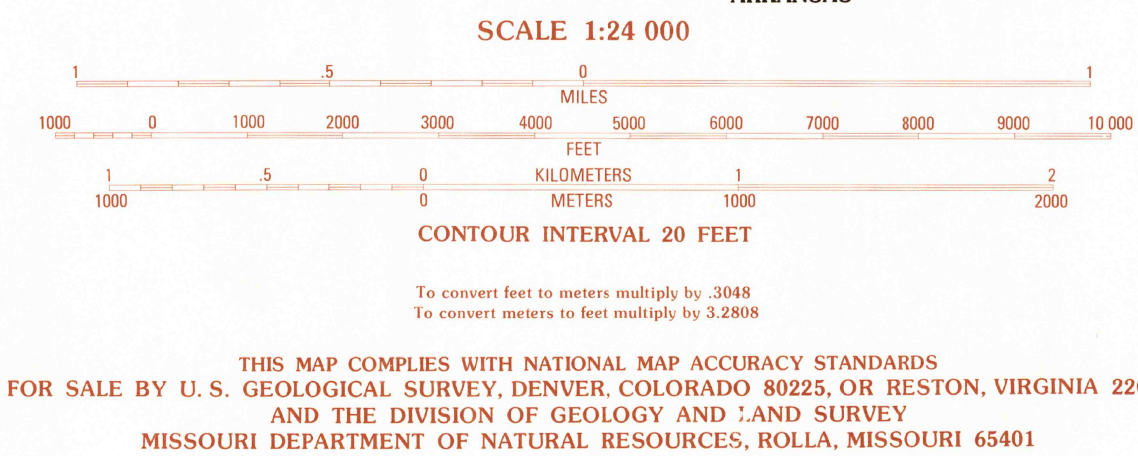 SCALE 1:24 000
1 .5 0 1
MILES
1000 0 1000 2000 3000 4000 5000 6000 7000 8000 9000 10 000
FEET
1 .5 0 KILOMETERS 1 2
1000 0 METERS 1000 2000
CONTOUR INTERVAL 20 FEET
To convert feet to meters multiply by .3048
To convert meters to feet multiply by 3.2808
THIS MAP COMPLIES WITH NATIONAL MAP ACCURACY STANDARDS
FOR SALE BY U. S. GEOLOGICAL SURVEY, DENVER, COLORADO 80225, OR RESTON, VIRGINIA
AND THE DIVISION OF GEOLOGY AND LAND SURVEY
MISSOURI DEPARTMENT OF NATURAL RESOURCES, ROLLA, MISSOURI 65401